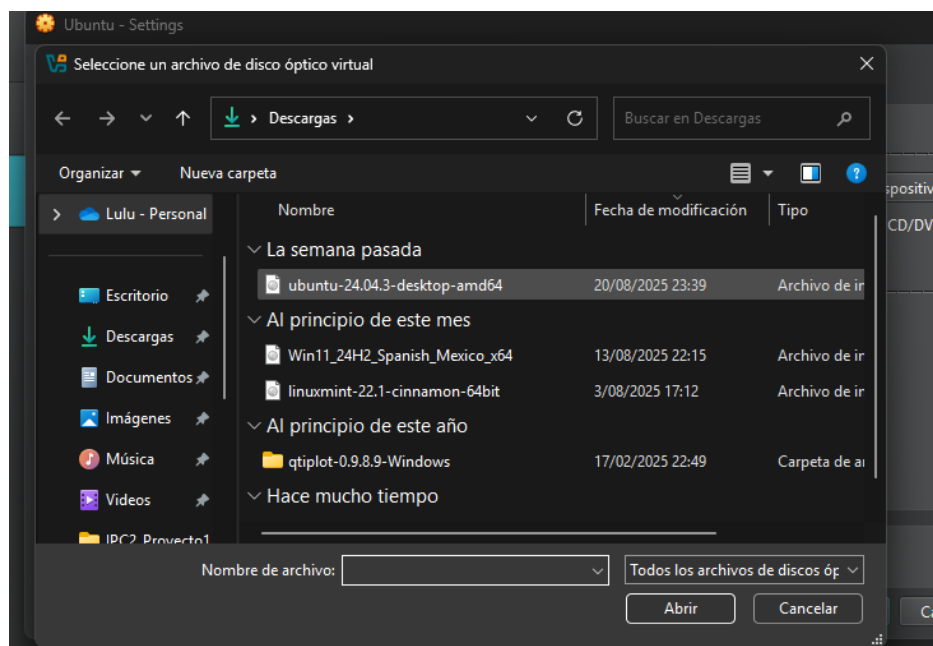 Ubuntu - Settings
Seleccione un archivo de disco óptico virtual
Descargas
Buscar en Descargas
Organizar
Nueva carpeta
spositiv
Lulu - Personal
Nombre
Fecha de modificación
Tipo
CD/DV
La semana pasada
ubuntu-24.04.3-desktop-amd64
20/08/2025 23:39
Archivo de ir
Escritorio
Al principio de este mes
Descargas
Win11_24H2_Spanish_Mexico_x64
13/08/2025 22:15
Archivo de ir
Documentos
linuxmint-22.1-cinnamon-64bit
3/08/2025 17:12
Archivo de ir
Imágenes
Al principio de este año
Música
qtiplot-0.9.8.9-Windows
17/02/2025 22:49
Carpeta de ar
Videos
Hace mucho tiempo
IPC2_Proyecto1
Nombre de archivo:
Todos los archivos de discos óp
Abrir
Cancelar
Ca